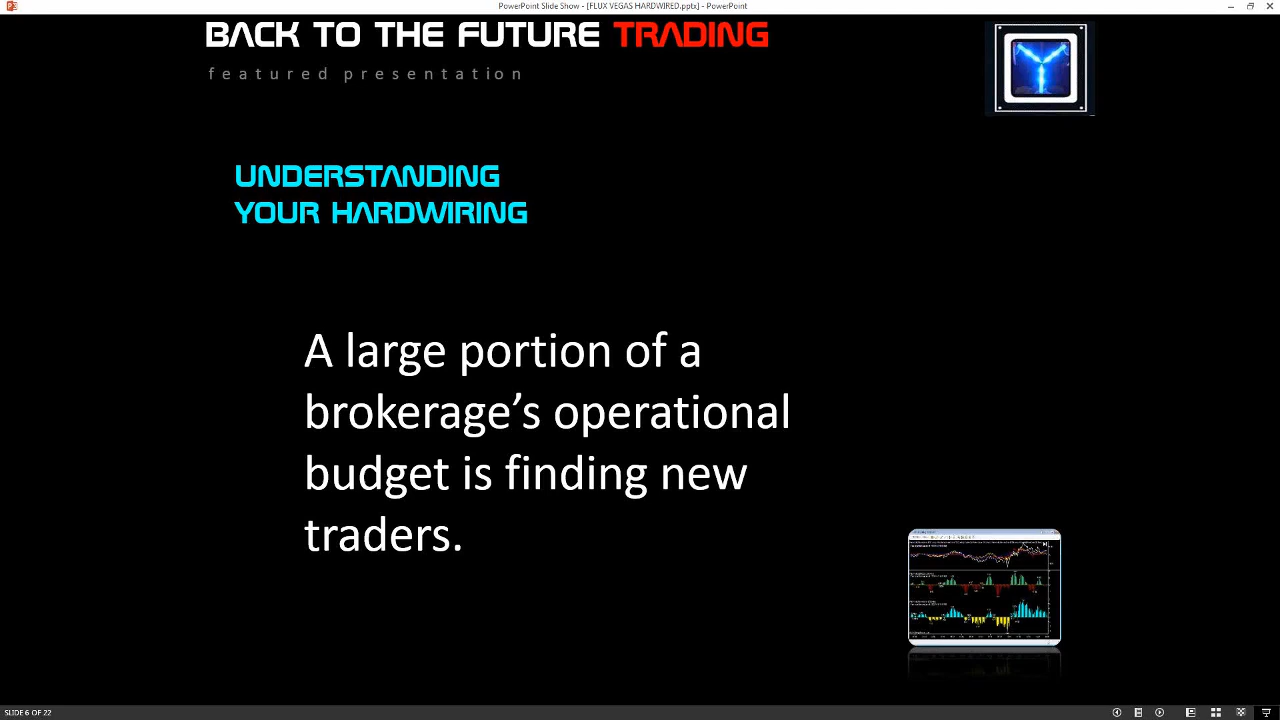 PowerPoint Slide Show - [FLUX VEGAS HARDWIRED.pptx] - PowerPoint
BACK TO THE FUTURE TRADING
featured presentation
UNDERSTANDING
YOUR HARDWIRING
A large portion of a
brokerage’s operational
budget is finding new
traders.
SLIDE 6 OF 22